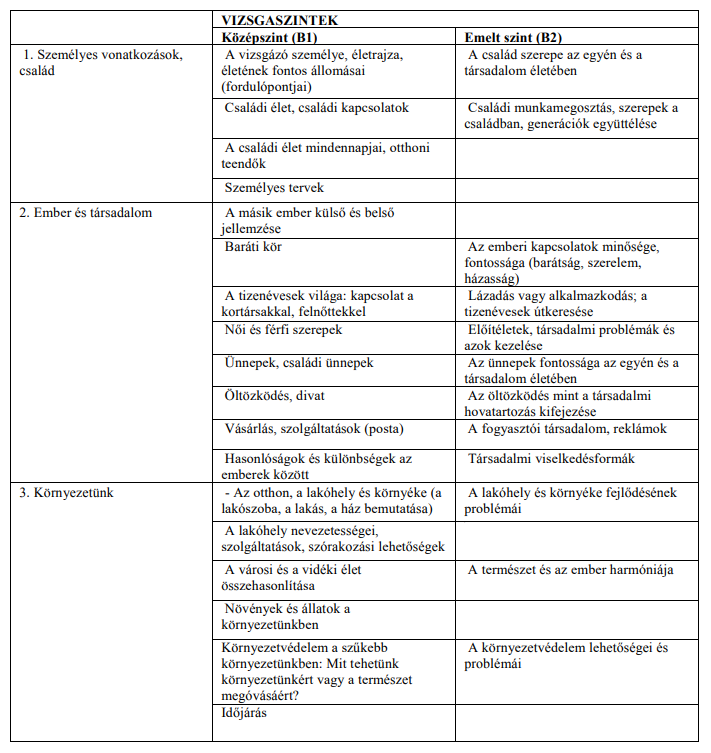 VIZSGASZINTEK
Középszint (B1)
Emelt szint (B2)
1. Személyes vonatkozások,
család
A vizsgázó személye, életrajza,
életének fontos állomásai
(fordulópontjai)
A család szerepe az egyén és a
társadalom életében
Családi élet, családi kapcsolatok
Családi munkamegosztás, szerepek a
családban, generációk együttélése
A családi élet mindennapjai, otthoni
teendők
Személyes tervek
2. Ember és társadalom
A másik ember külső és belső
jellemzése
Baráti kör
Az emberi kapcsolatok minősége,
fontossága (barátság, szerelem,
házasság)
A tizenévesek világa: kapcsolat a
kortársakkal, felnőttekkel
Lázadás vagy alkalmazkodás; a
tizenévesek útkeresése
Női és férfi szerepek
Előítéletek, társadalmi problémák és
azok kezelése
Ünnepek, családi ünnepek
Az ünnepek fontossága az egyén és a
társadalom életében
Öltözködés, divat
Az öltözködés mint a társadalmi
hovatartozás kifejezése
Vásárlás, szolgáltatások (posta)
A fogyasztói társadalom, reklámok
Hasonlóságok és különbségek az
emberek között
Társadalmi viselkedésformák
3. Környezetünk
- Az otthon, a lakóhely és környéke (a
lakószoba, a lakás, a ház bemutatása)
A lakóhely és környéke fejlődésének
problémái
A lakóhely nevezetességei,
szolgáltatások, szórakozási lehetőségek
A városi és a vidéki élet
összehasonlítása
A természet és az ember harmóniája
Növények és állatok a
környezetünkben
Környezetvédelem a szűkebb
környezetünkben: Mit tehetünk
környezetünkért vagy a természet
megóvásáért?
A környezetvédelem lehetőségei és
problémái
Időjárás